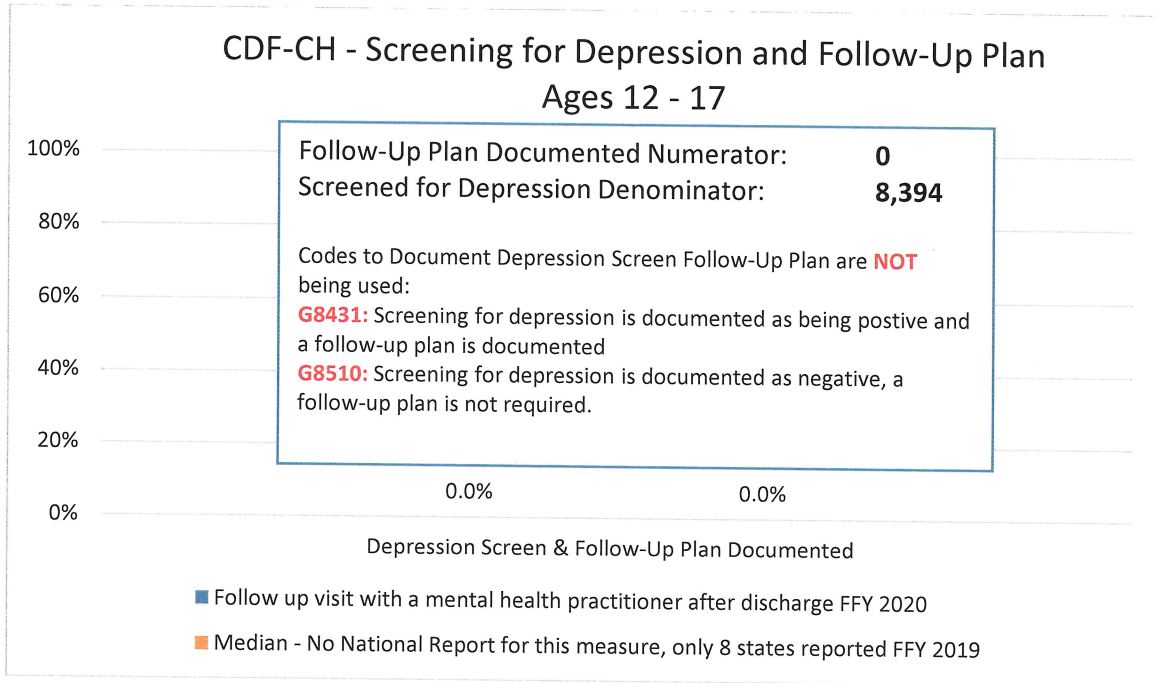 CDF-CH - Screening for Depression and Follow-Up Plan
Ages 12 - 17
Follow-Up Plan Documented Numerator: 0
Screened for Depression Denominator: 8,394
Codes to Document Depression Screen Follow-Up Plan are NOT
being used:
G8431: Screening for depression is documented as being postive and
a follow-up plan is documented
G8510: Screening for depression is documented as negative, a
follow-up plan is not required.
100%
80%
60%
40%
20%
0%
0.0% 0.0%
Depression Screen & Follow-Up Plan Documented
Follow up visit with a mental health practitioner after discharge FFY 2020
Median - No National Report for this measure, only 8 states reported FFY 2019